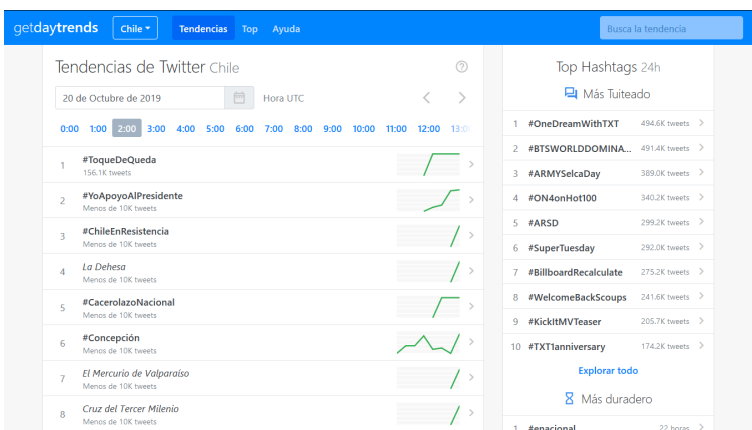 getdaytrends Chile Tendencias Top Ayuda Busca la tendencia
Tendencias de Twitter Chile
20 de Octubre de 2019 Hora UTC
0:00 1:00 2:00 3:00 4:00 5:00 6:00 7:00 8:00 9:00 10:00 11:00 12:00 13:0
1 #ToqueDeQueda
156.1K tweets
2 #YoApoyoAlPresidente
Menos de 10K tweets
3 #ChileEnResistencia
Menos de 10K tweets
4 La Dehesa
Menos de 10K tweets
5 #CacerolazoNacional
Menos de 10K tweets
6 #Concepción
Menos de 10K tweets
7 El Mercurio de Valparaíso
Menos de 10K tweets
8 Cruz del Tercer Milenio
Menos de 10K tweets
Top Hashtags 24h
Más Tuiteado
1 #OneDreamWithTXT 494.6K tweets
2 #BTSWORLDDOMINA... 491.4K tweets
3 #ARMYSelcaDay 389.0K tweets
4 #ON4onHot100 340.2K tweets
5 #ARSD 299.2K tweets
6 #SuperTuesday 292.0K tweets
7 #BillboardRecalculate 275.2K tweets
8 #WelcomeBackScoups 241.6K tweets
9 #KickItMVTeaser 205.7K tweets
10 #TXT1anniversary 174.2K tweets
Explorar todo
Más duradero
1 #enacional 22 horas